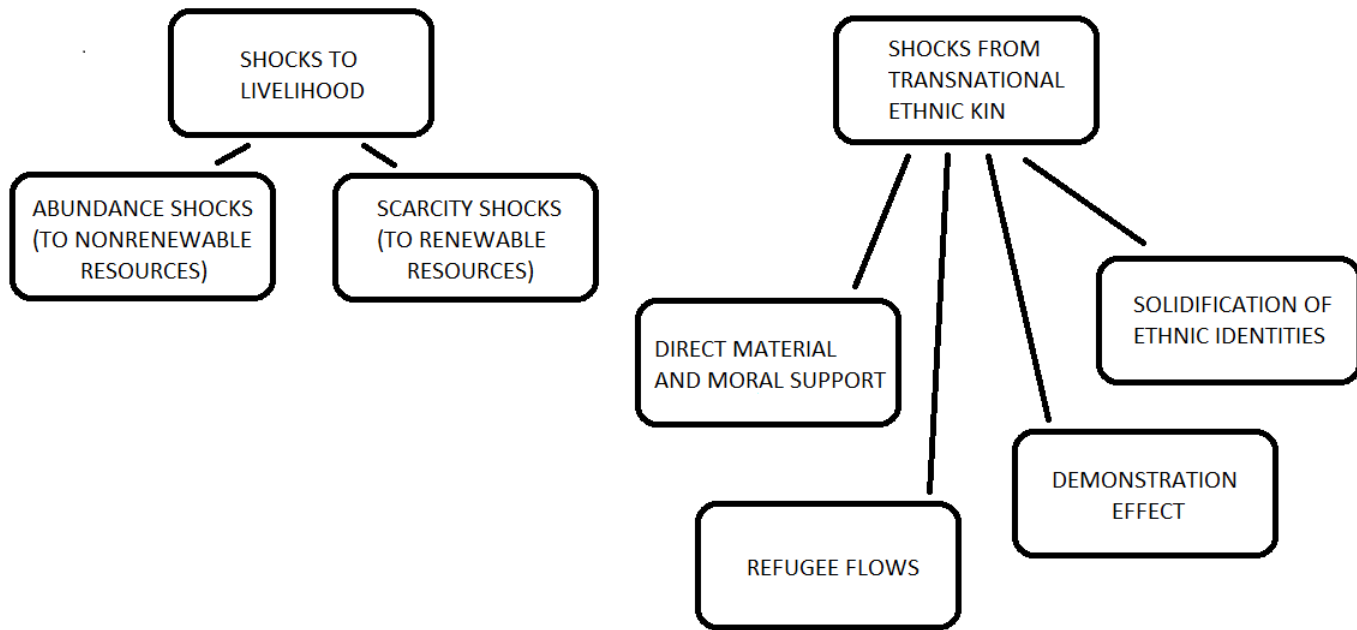 SHOCKS TO
LIVELIHOOD
ABUNDANCE SHOCKS
(TO NONRENEWABLE
RESOURCES)
SCARCITY SHOCKS
(TO RENEWABLE
RESOURCES)
SHOCKS FROM
TRANSNATIONAL
ETHNIC KIN
DIRECT MATERIAL
AND MORAL SUPPORT
REFUGEE FLOWS
DEMONSTRATION
EFFECT
SOLIDIFICATION OF
ETHNIC IDENTITIES